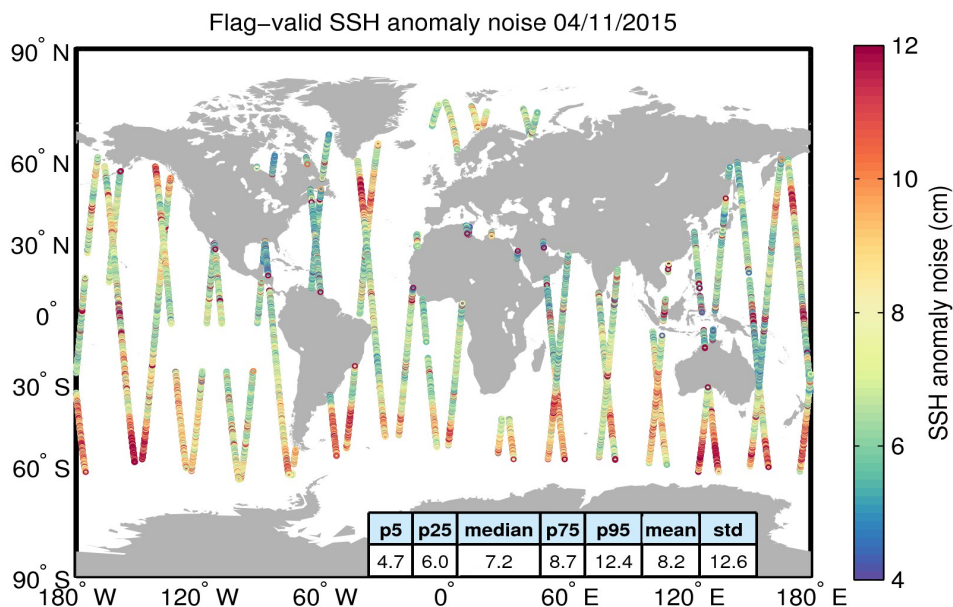 Flag−valid SSH anomaly noise 04/11/2015
90° N
60° N
30° N
0°
30° S
60° S
90° S
180° W 120° W 60° W 0° 60° E 120° E 180° E
p5 p25 median p75 p95 mean std
4.7 6.0 7.2 8.7 12.4 8.2 12.6
12
10
8
6
4
SSH anomaly noise (cm)